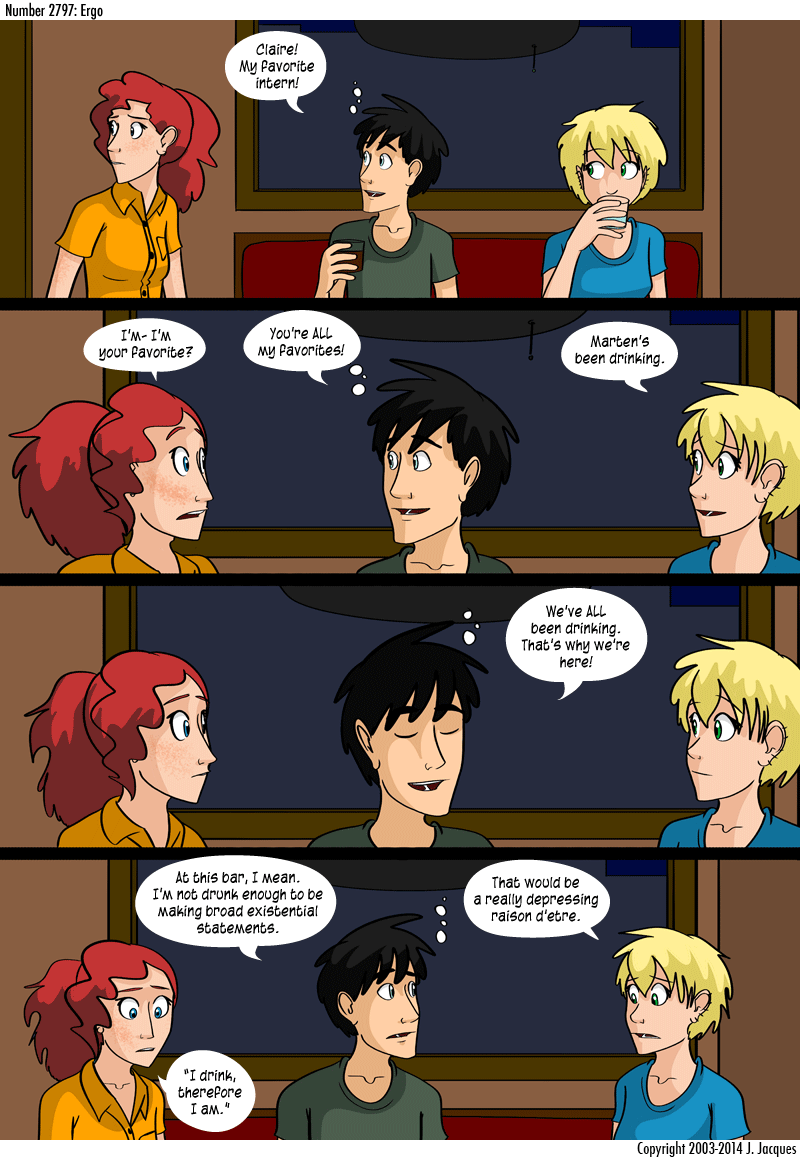 Number 2797: Ergo
Claire!
My favorite
intern!
I'm- I'm
your favorite?
You're ALL
my favorites!
Marten's
been drinking.
We've ALL
been drinking.
That's why we're
here!
At this bar, I mean.
I'm not drunk enough to be
making broad existential
statements.
That would be
a really depressing
raison d'etre.
"I drink,
therefore
I am."
Copyright 2003-2014 J. Jacques